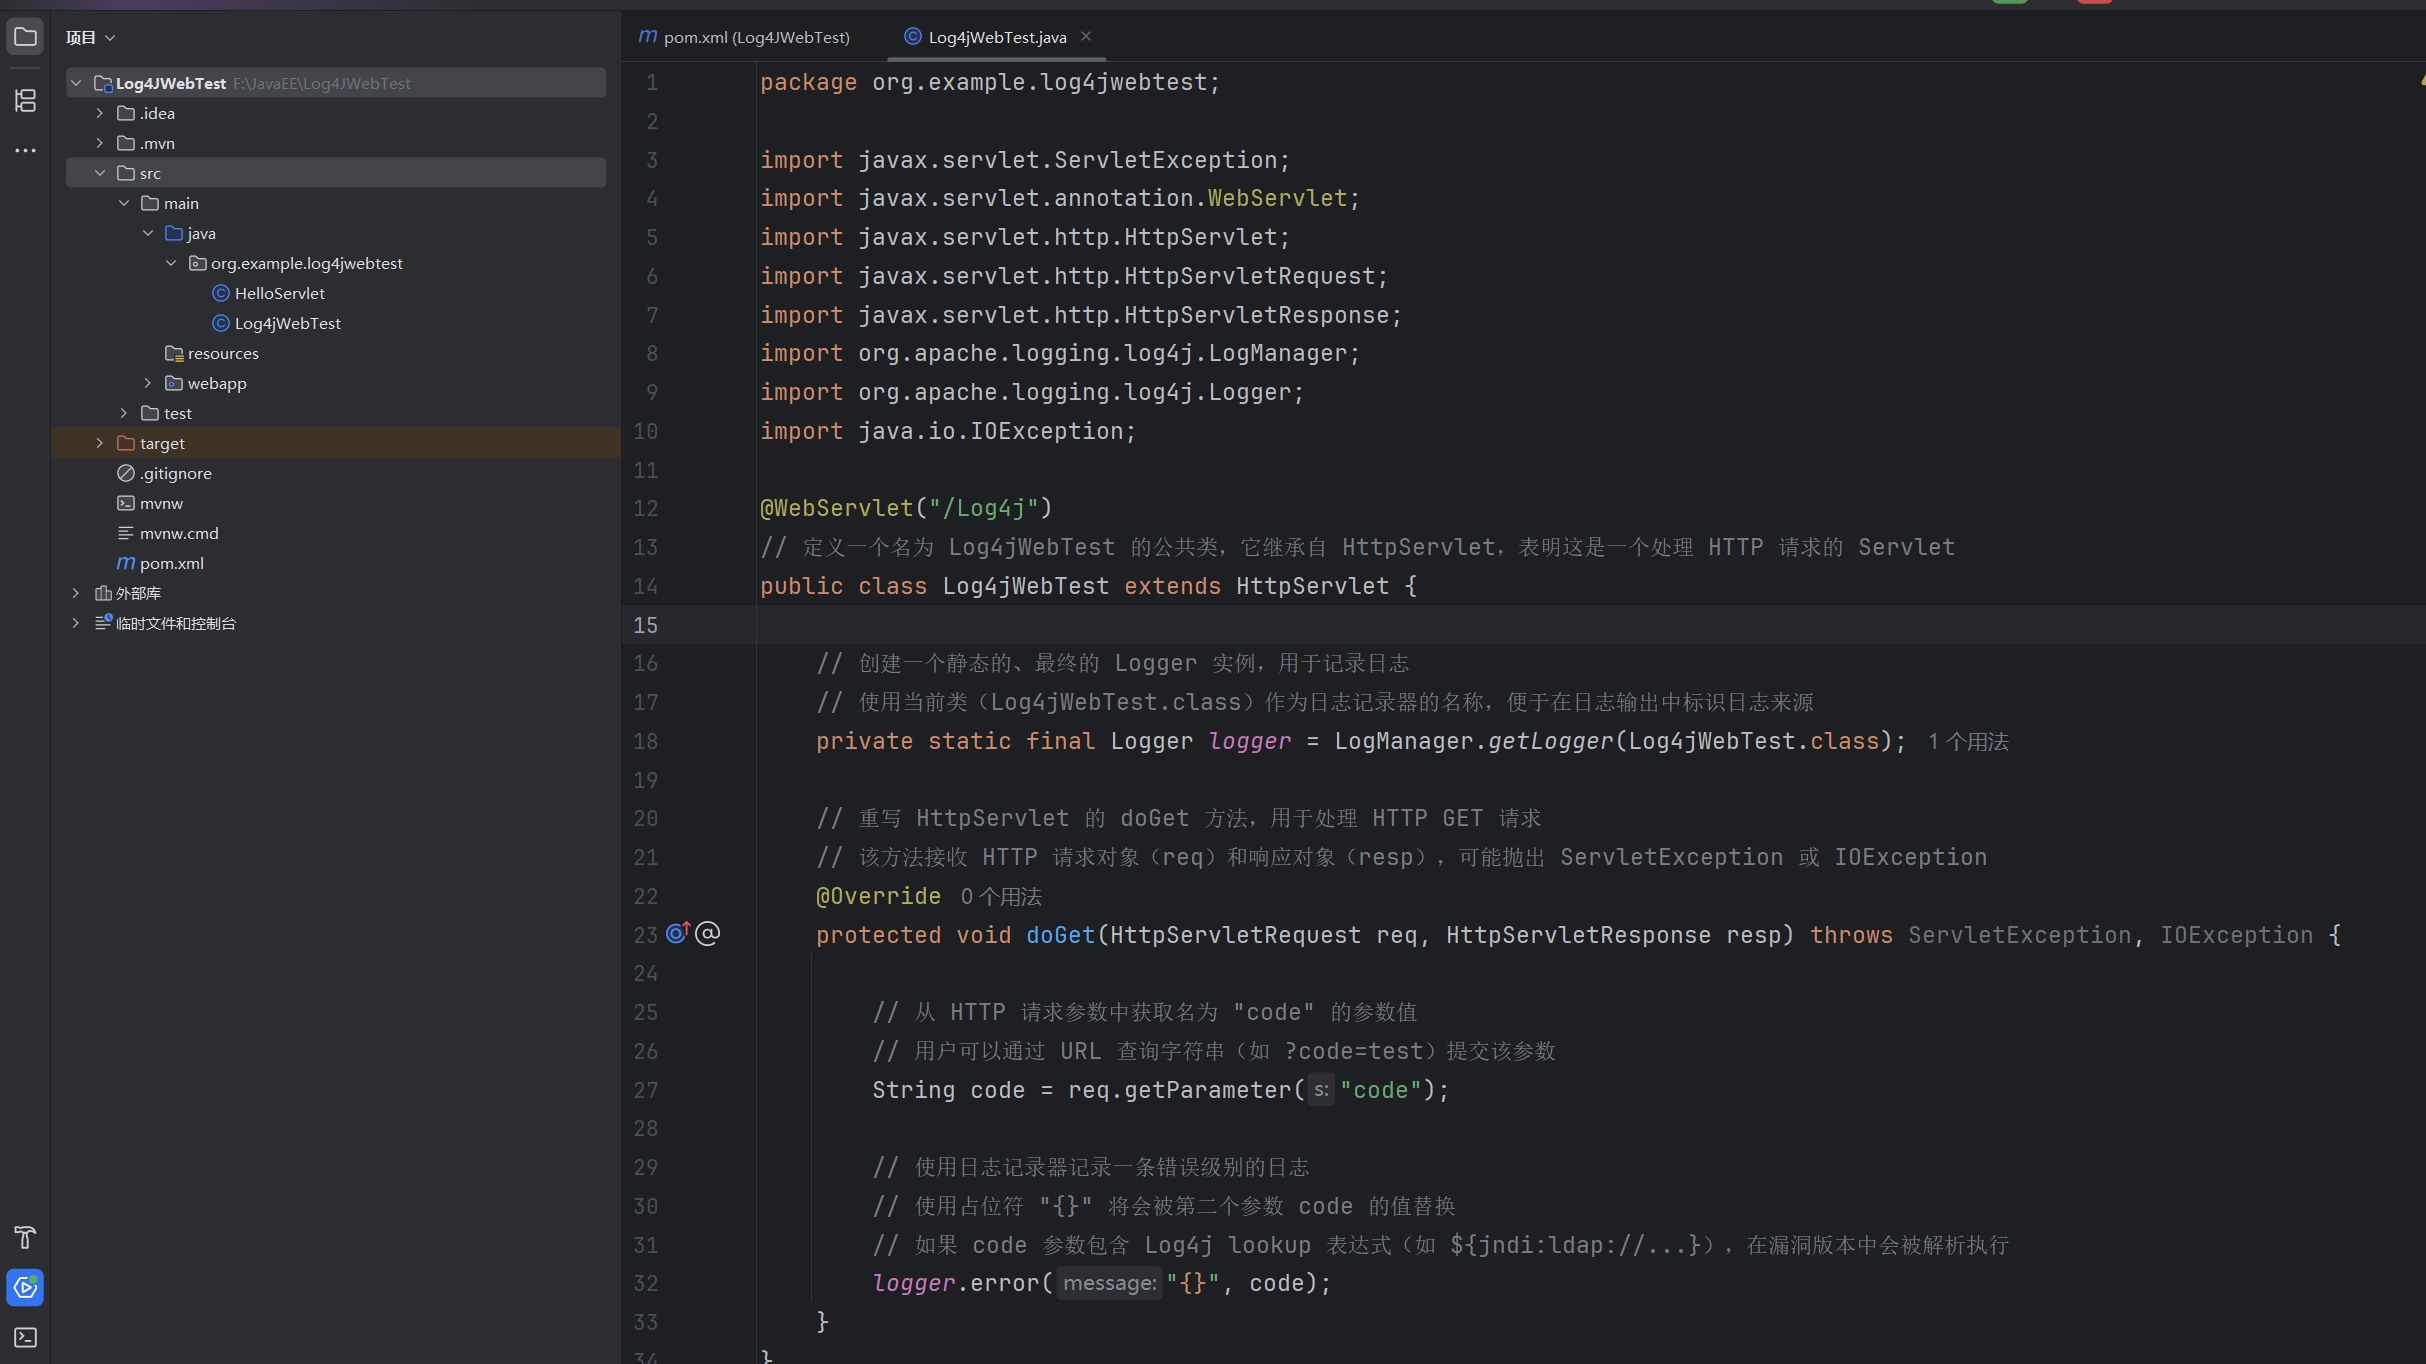 项目
Log4JWebTest F:\JavaEE\Log4JWebTest
.idea
.mvn
src
main
java
org.example.log4jwebtest
HelloServlet
Log4jWebTest
resources
webapp
test
target
.gitignore
mvnw
mvnw.cmd
pom.xml
外部库
临时文件和控制台
pom.xml (Log4JWebTest) Log4jWebTest.java
1 package org.example.log4jwebtest;
2
3 import javax.servlet.ServletException;
4 import javax.servlet.annotation.WebServlet;
5 import javax.servlet.http.HttpServlet;
6 import javax.servlet.http.HttpServletRequest;
7 import javax.servlet.http.HttpServletResponse;
8 import org.apache.logging.log4j.LogManager;
9 import org.apache.logging.log4j.Logger;
10 import java.io.IOException;
11
12 @WebServlet("/Log4j")
13 // 定义一个名为 Log4jWebTest 的公共类，它继承自 HttpServlet，表明这是一个处理 HTTP 请求的 Servlet
14 public class Log4jWebTest extends HttpServlet {
15
16 // 创建一个静态的、最终的 Logger 实例，用于记录日志
17 // 使用当前类（Log4jWebTest.class）作为日志记录器的名称，便于在日志输出中标识日志来源
18 private static final Logger logger = LogManager.getLogger(Log4jWebTest.class); 1 个用法
19
20 // 重写 HttpServlet 的 doGet 方法，用于处理 HTTP GET 请求
21 // 该方法接收 HTTP 请求对象（req）和响应对象（resp），可能抛出 ServletException 或 IOException
22 @Override 0 个用法
23 protected void doGet(HttpServletRequest req, HttpServletResponse resp) throws ServletException, IOException {
24
25 // 从 HTTP 请求参数中获取名为 "code" 的参数值
26 // 用户可以通过 URL 查询字符串（如 ?code=test）提交该参数
27 String code = req.getParameter( s: "code");
28
29 // 使用日志记录器记录一条错误级别的日志
30 // 使用占位符 "{}" 将会被第二个参数 code 的值替换
31 // 如果 code 参数包含 Log4j lookup 表达式（如 ${jndi:ldap://...}），在漏洞版本中会被解析执行
32 logger.error( message: "{}", code);
33 }
34 }